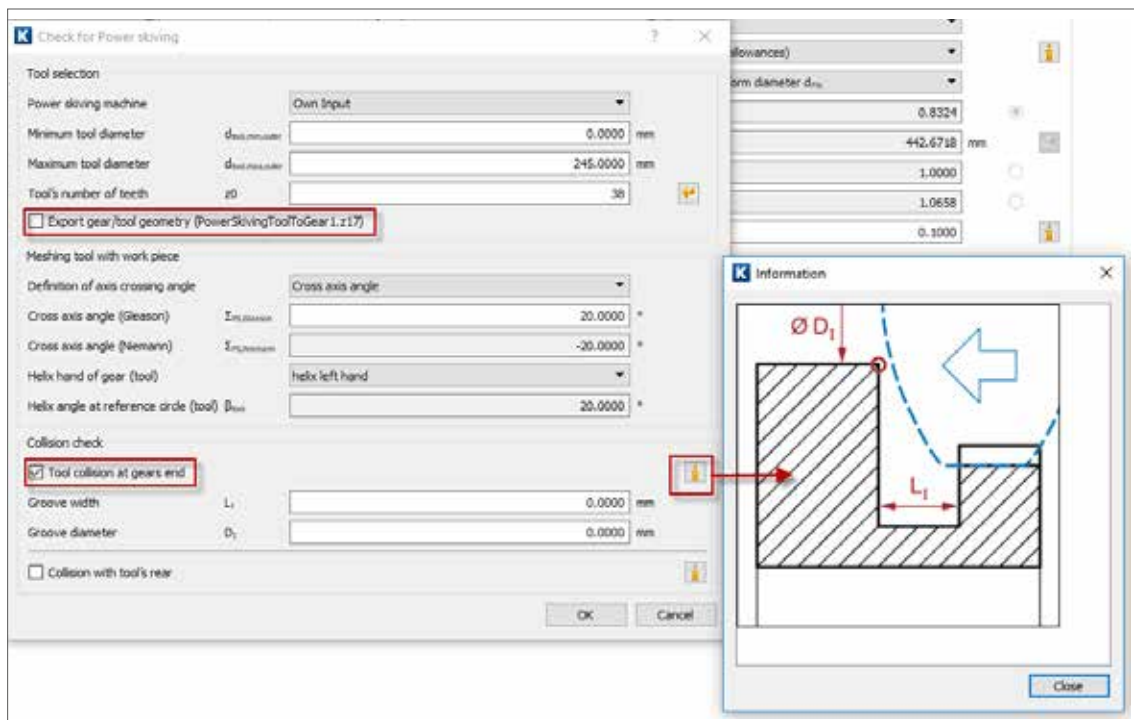 Check for Power skiving
? ×
Tool selection
Power skiving machine Own Input
Minimum tool diameter 0.0000 mm
Maximum tool diameter 245.0000 mm
Tool's number of teeth z0 38
Export gear/tool geometry (PowerSkivingToolToGear1.z17)
Meshing tool with work piece
Definition of axis crossing angle Cross axis angle
Cross axis angle (Gleason) 20.0000 °
Cross axis angle (Niemann) -20.0000 °
Helix hand of gear (tool) helix left hand
Helix angle at reference circle (tool) 20.0000 °
Collision check
Tool collision at gears end
Groove width L₁ 0.0000 mm
Groove diameter D₁ 0.0000 mm
Collision with tool's rear
OK Cancel
allowances)
orm diameter
0.8324
442.6718 mm
1.0000
1.0658
0.1000
Information ×
Ø D₁
L₁
Close